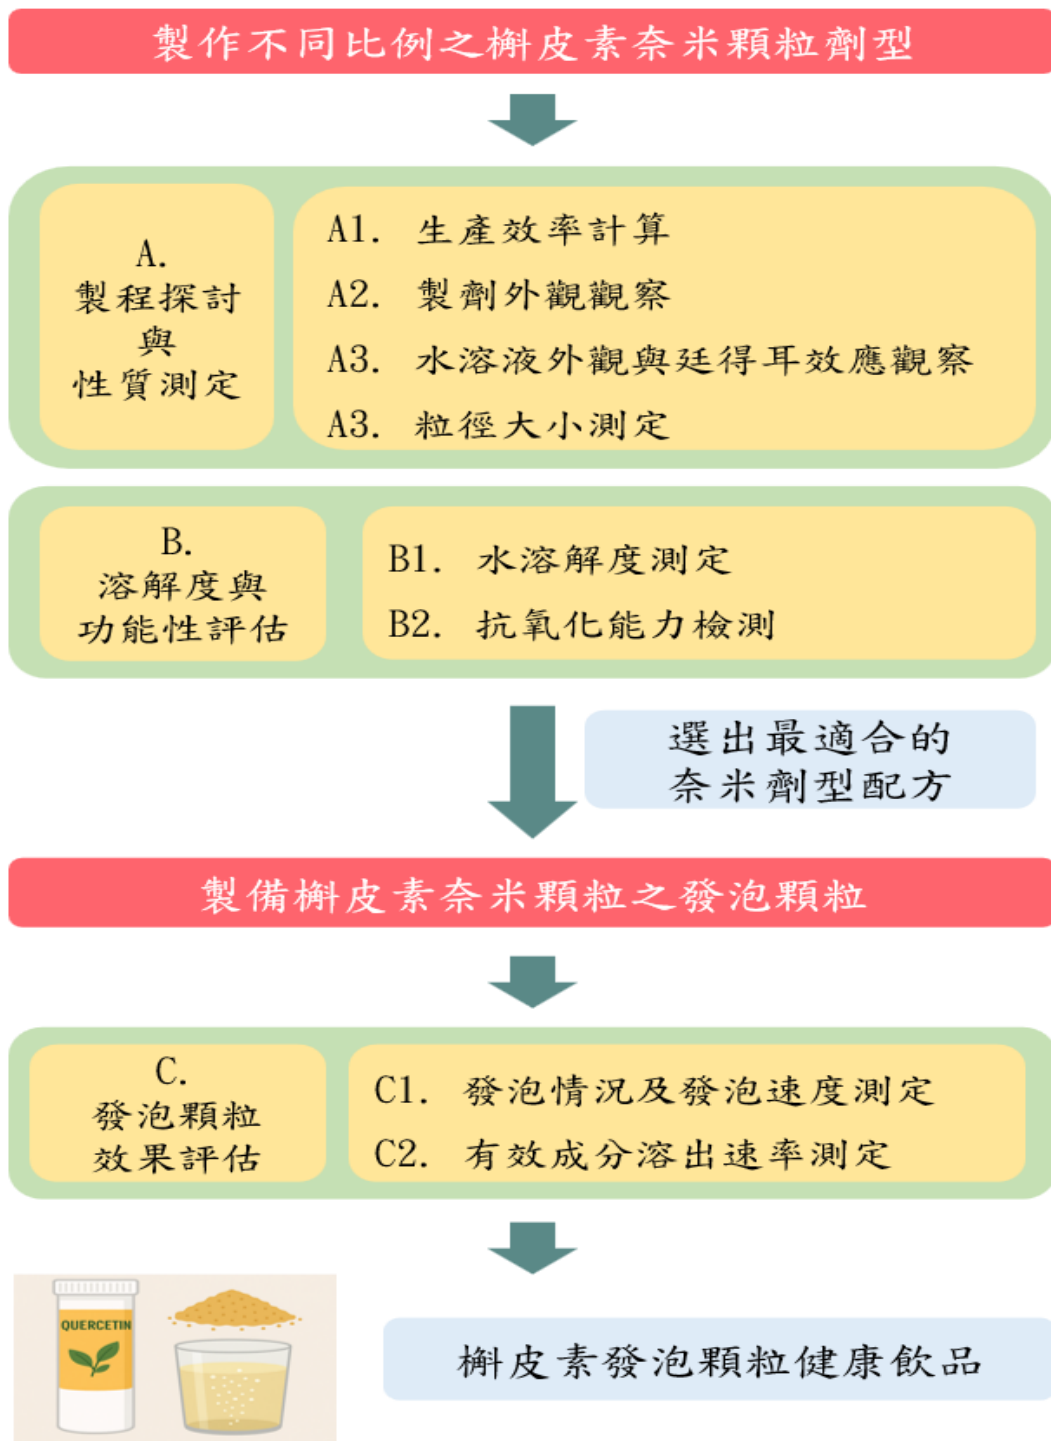 製作不同比例之槲皮素奈米顆粒劑型
A.
製程探討
與
性質測定
A1. 生產效率計算
A2. 製劑外觀觀察
A3. 水溶液外觀與廷得耳效應觀察
A3. 粒徑大小測定
B.
溶解度與
功能性評估
B1. 水溶解度測定
B2. 抗氧化能力檢測
選出最適合的
奈米劑型配方
製備槲皮素奈米顆粒之發泡顆粒
C.
發泡顆粒
效果評估
C1. 發泡情況及發泡速度測定
C2. 有效成分溶出速率測定
QUERCETIN
槲皮素發泡顆粒健康飲品